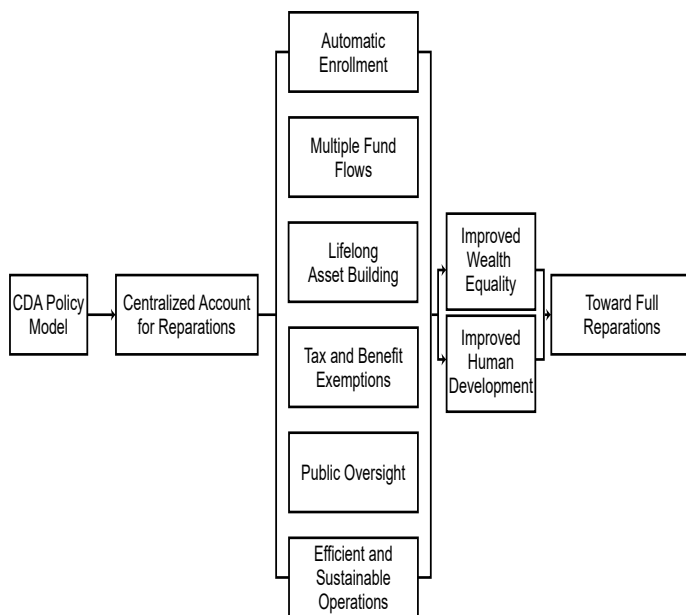 CDA Policy
Model
Centralized Account
for Reparations
Automatic
Enrollment
Multiple Fund
Flows
Lifelong
Asset Building
Tax and Benefit
Exemptions
Public Oversight
Efficient and
Sustainable
Operations
Improved
Wealth
Equality
Improved
Human
Development
Toward Full
Reparations